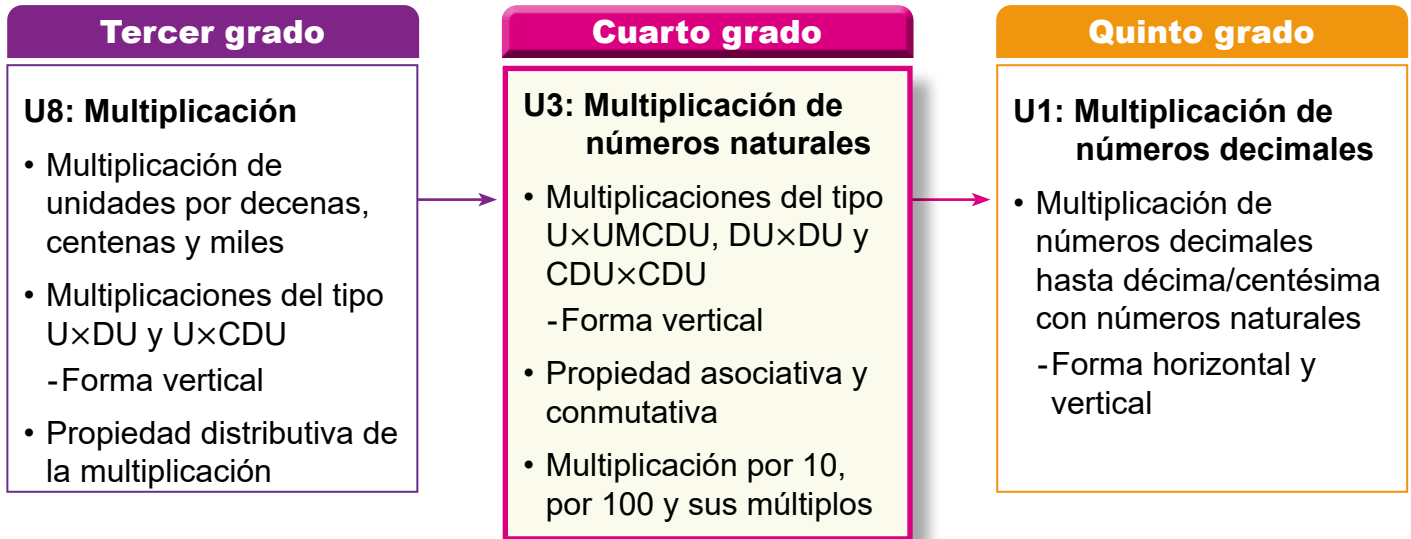 Tercer grado
U8: Multiplicación
• Multiplicación de
unidades por decenas,
centenas y miles
• Multiplicaciones del tipo
U×DU y U×CDU
-Forma vertical
• Propiedad distributiva de
la multiplicación
Cuarto grado
U3: Multiplicación de
números naturales
• Multiplicaciones del tipo
U×UMCDU, DU×DU y
CDU×CDU
-Forma vertical
• Propiedad asociativa y
conmutativa
• Multiplicación por 10,
por 100 y sus múltiplos
Quinto grado
U1: Multiplicación de
números decimales
• Multiplicación de
números decimales
hasta décima/centésima
con números naturales
-Forma horizontal y
vertical